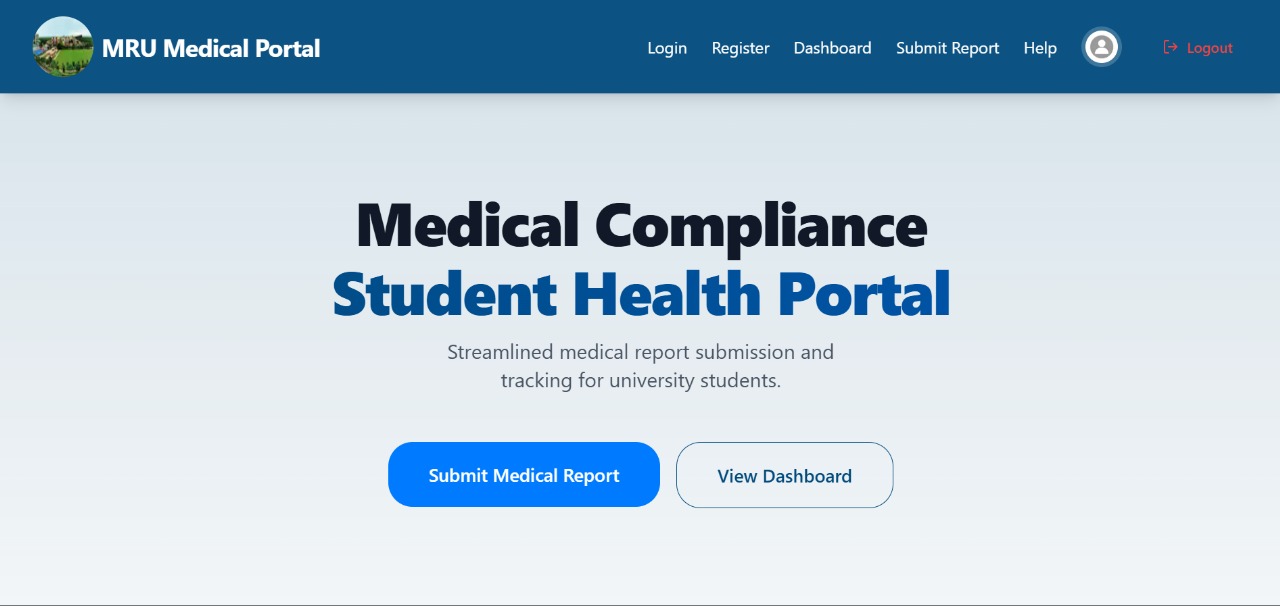 MRU Medical Portal
Login Register Dashboard Submit Report Help Logout
Medical Compliance
Student Health Portal
Streamlined medical report submission and
tracking for university students.
Submit Medical Report View Dashboard